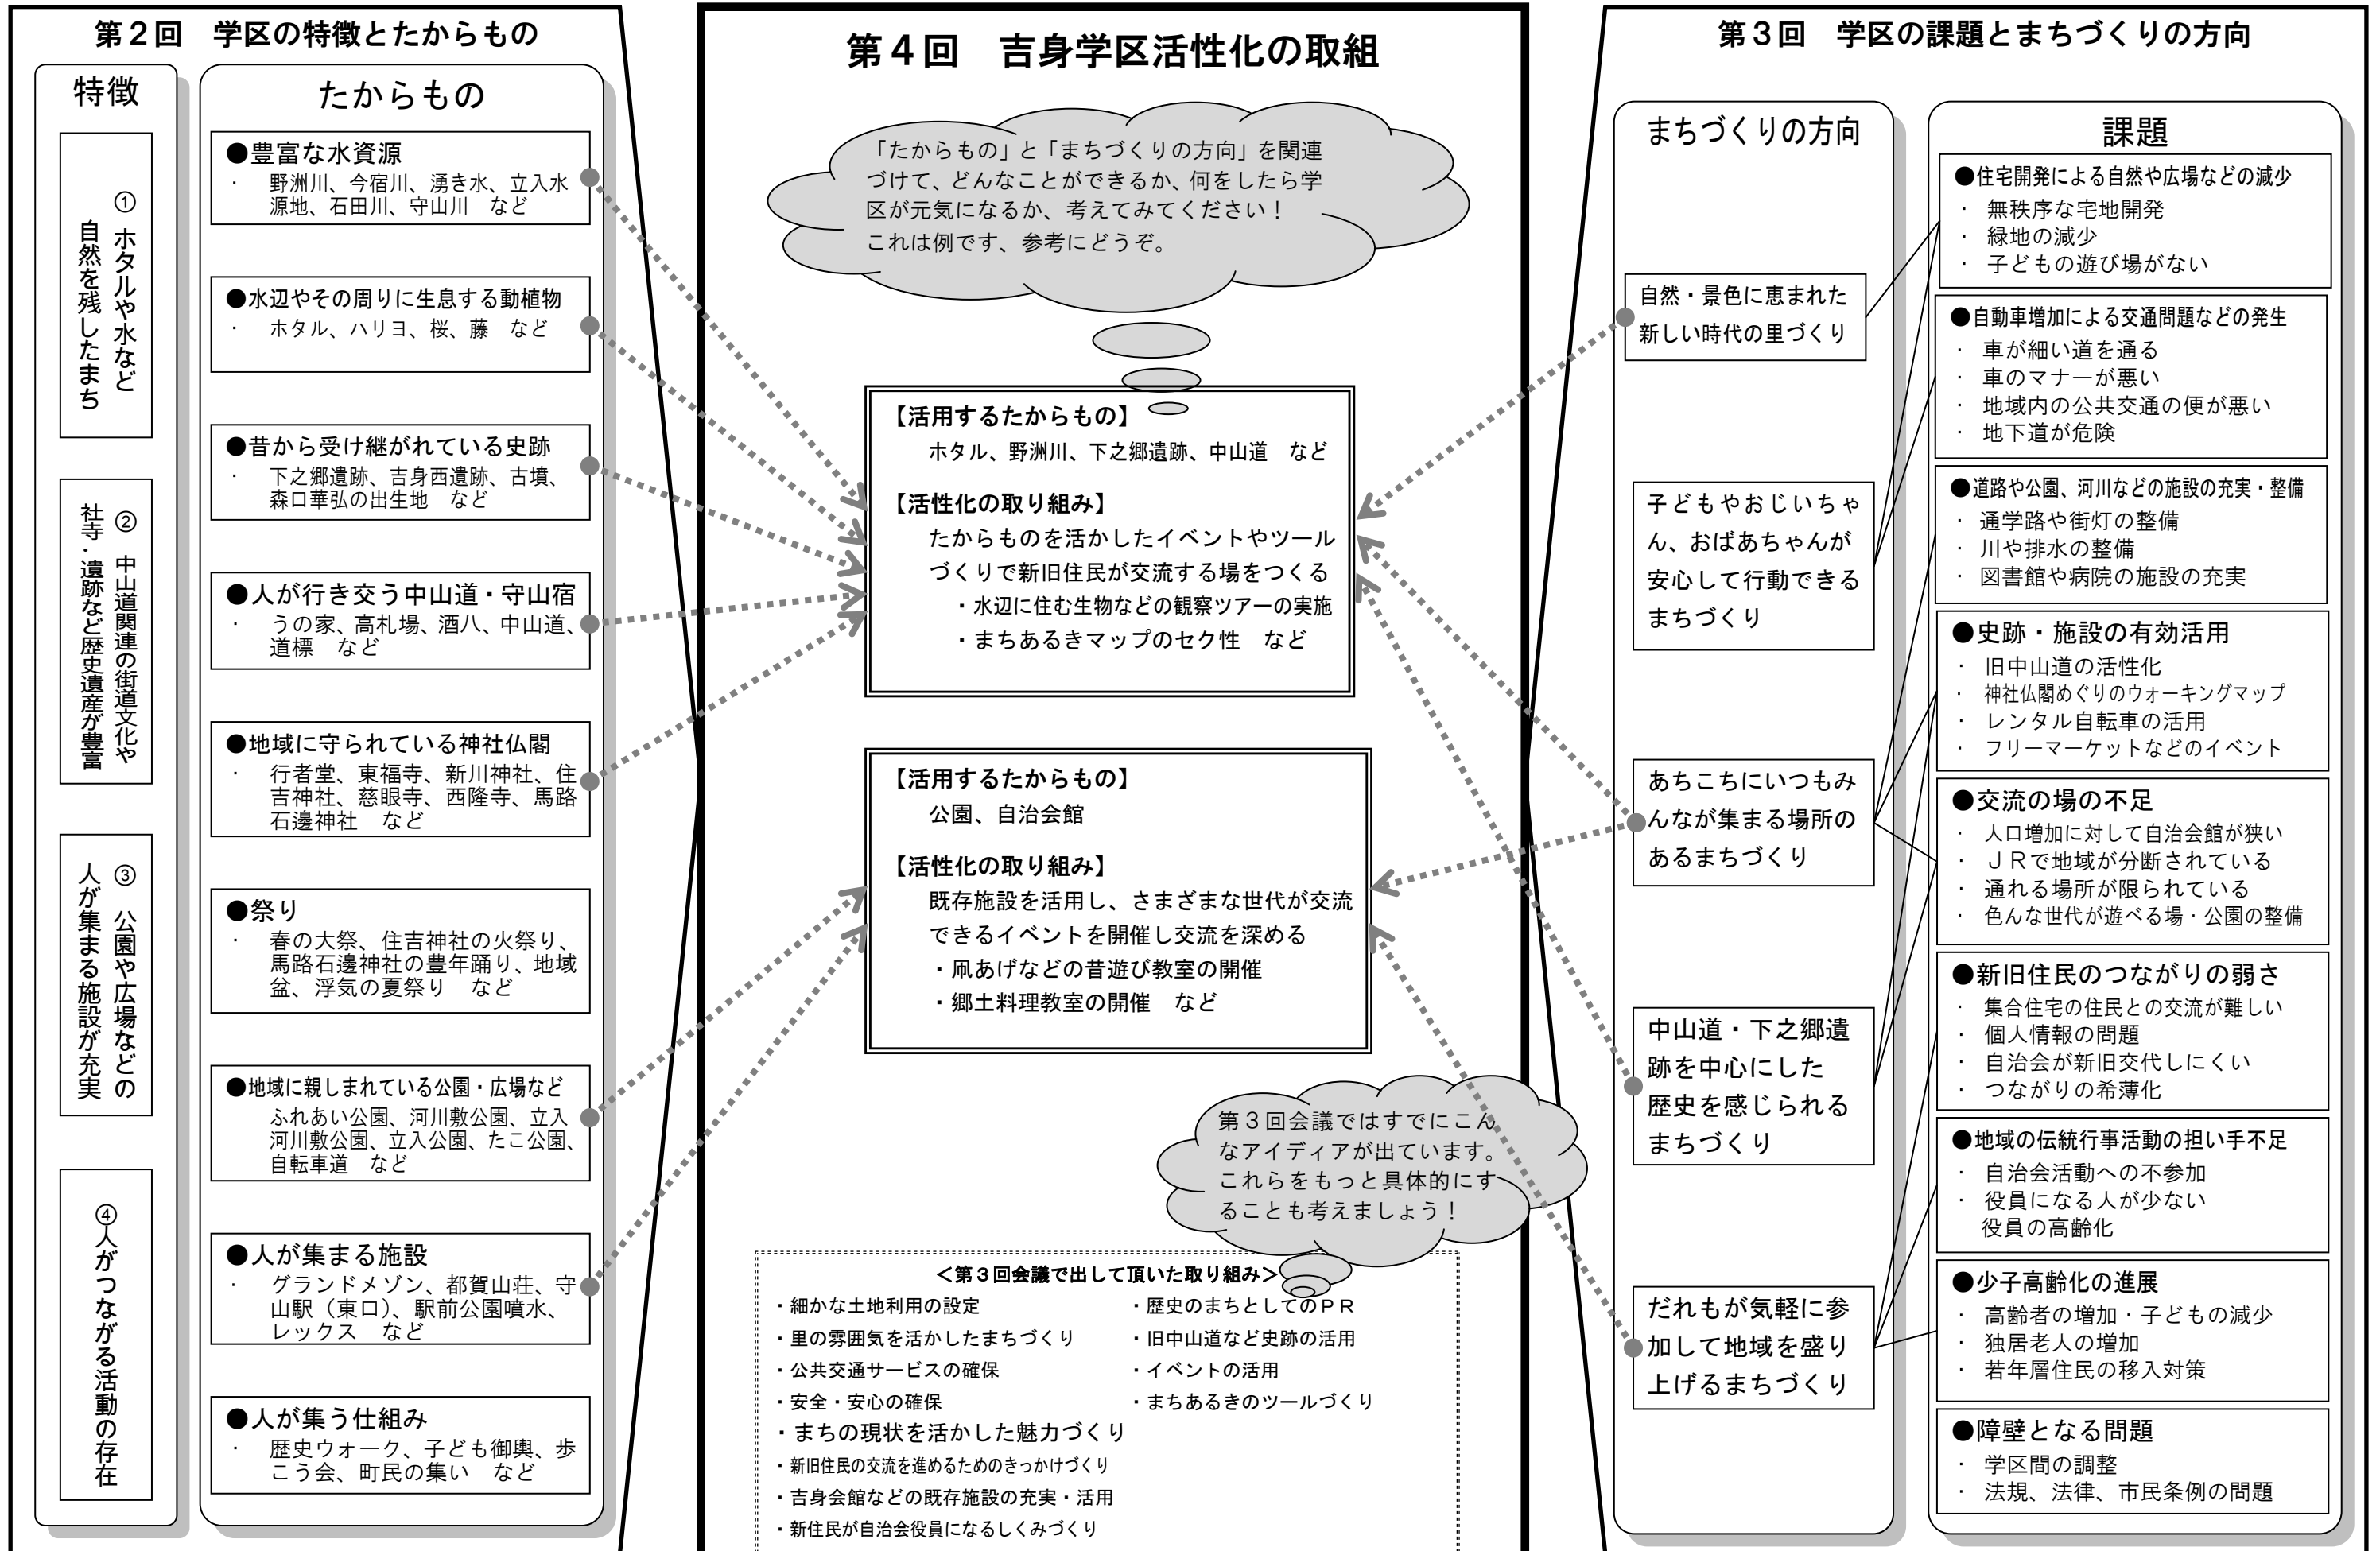 第２回　学区の特徴とたからもの
特徴
①ホタルや水など
自然を残したまち
②　中山道関連の街道文化や
社寺・遺跡など歴史遺産が豊富
③　公園や広場などの
人が集まる施設が充実
④人がつながる活動の存在
たからもの
●豊富な水資源
・　野洲川、今宿川、湧き水、立入水
源地、石田川、守山川　など
●水辺やその周りに生息する動植物
・　ホタル、ハリヨ、桜、藤　など
●昔から受け継がれている史跡
・　下之郷遺跡、吉身西遺跡、古墳、
森口華弘の出生地　など
●人が行き交う中山道・守山宿
・　うの家、高札場、酒八、中山道、
道標　など
●地域に守られている神社仏閣
・　行者堂、東福寺、新川神社、住
吉神社、慈眼寺、西隆寺、馬路
石邊神社　など
●祭り
・　春の大祭、住吉神社の火祭り、
馬路石邊神社の豊年踊り、地域
盆、浮気の夏祭り　など
●地域に親しまれている公園・広場など
ふれあい公園、河川敷公園、立入
河川敷公園、立入公園、たこ公園、
自転車道　など
●人が集まる施設
・　グランドメゾン、都賀山荘、守
山駅（東口）、駅前公園噴水、
レックス　など
●人が集う仕組み
・　歴史ウォーク、子ども御輿、歩
こう会、町民の集い　など
第４回　吉身学区活性化の取組
「たからもの」と「まちづくりの方向」を関連
づけて、どんなことができるか、何をしたら学
区が元気になるか、考えてみてください！
これは例です、参考にどうぞ。
【活用するたからもの】
ホタル、野洲川、下之郷遺跡、中山道　など
【活性化の取り組み】
たからものを活かしたイベントやツール
づくりで新旧住民が交流する場をつくる
・水辺に住む生物などの観察ツアーの実施
・まちあるきマップのセク性　など
【活用するたからもの】
公園、自治会館
【活性化の取り組み】
既存施設を活用し、さまざまな世代が交流
できるイベントを開催し交流を深める
・凧あげなどの昔遊び教室の開催
・郷土料理教室の開催　など
第３回会議ではすでにこん
なアイディアが出ています。
これらをもっと具体的にす
ることも考えましょう！
＜第３回会議で出して頂いた取り組み＞
・細かな土地利用の設定
・里の雰囲気を活かしたまちづくり
・公共交通サービスの確保
・安全・安心の確保
・まちの現状を活かした魅力づくり
・新旧住民の交流を進めるためのきっかけづくり
・吉身会館などの既存施設の充実・活用
・新住民が自治会役員になるしくみづくり
・歴史のまちとしてのＰＲ
・旧中山道など史跡の活用
・イベントの活用
・まちあるきのツールづくり
第３回　学区の課題とまちづくりの方向
まちづくりの方向
自然・景色に恵まれた
新しい時代の里づくり
子どもやおじいちゃ
ん、おばあちゃんが
安心して行動できる
まちづくり
あちこちにいつもみ
んなが集まる場所の
あるまちづくり
中山道・下之郷遺
跡を中心にした
歴史を感じられる
まちづくり
だれもが気軽に参
加して地域を盛り
上げるまちづくり
課題
●住宅開発による自然や広場などの減少
・　無秩序な宅地開発
・　緑地の減少
・　子どもの遊び場がない
●自動車増加による交通問題などの発生
・　車が細い道を通る
・　車のマナーが悪い
・　地域内の公共交通の便が悪い
・　地下道が危険
●道路や公園、河川などの施設の充実・整備
・　通学路や街灯の整備
・　川や排水の整備
・　図書館や病院の施設の充実
●史跡・施設の有効活用
・　旧中山道の活性化
・　神社仏閣めぐりのウォーキングマップ
・　レンタル自転車の活用
・　フリーマーケットなどのイベント
●交流の場の不足
・　人口増加に対して自治会館が狭い
・　ＪＲで地域が分断されている
・　通れる場所が限られている
・　色んな世代が遊べる場・公園の整備
●新旧住民のつながりの弱さ
・　集合住宅の住民との交流が難しい
・　個人情報の問題
・　自治会が新旧交代しにくい
・　つながりの希薄化
●地域の伝統行事活動の担い手不足
・　自治会活動への不参加
・　役員になる人が少ない
役員の高齢化
●少子高齢化の進展
・　高齢者の増加・子どもの減少
・　独居老人の増加
・　若年層住民の移入対策
●障壁となる問題
・　学区間の調整
・　法規、法律、市民条例の問題